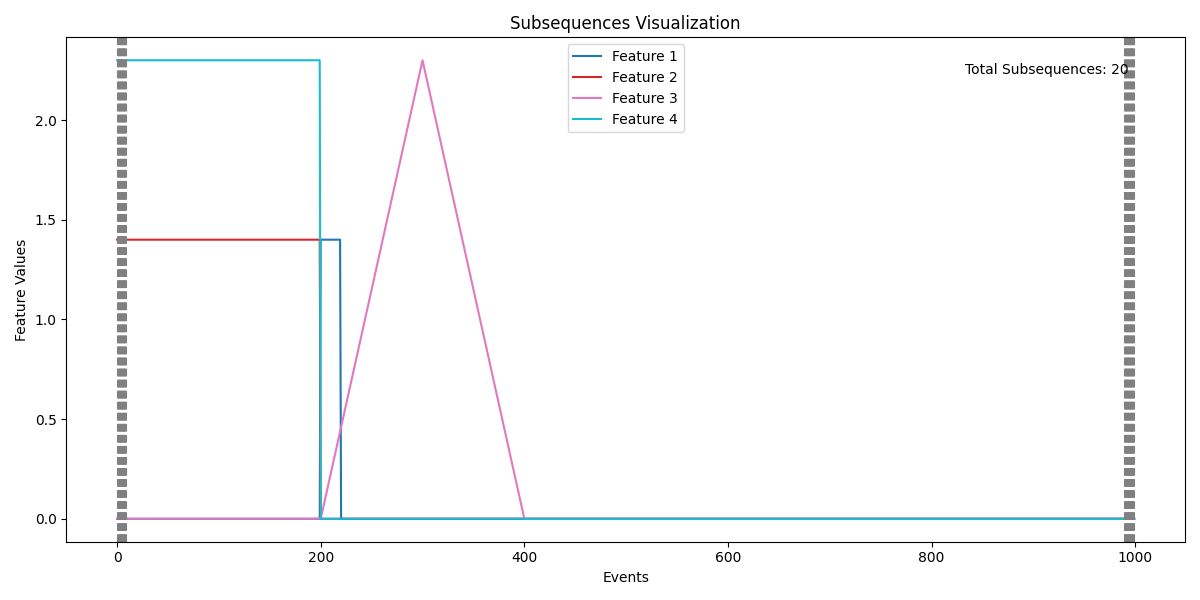 Subsequences Visualization
Feature 1
Feature 2
Feature 3
Feature 4
Total Subsequences: 20
Feature Values
2.0
1.5
1.0
0.5
0.0
0 200 400 600 800 1000
Events